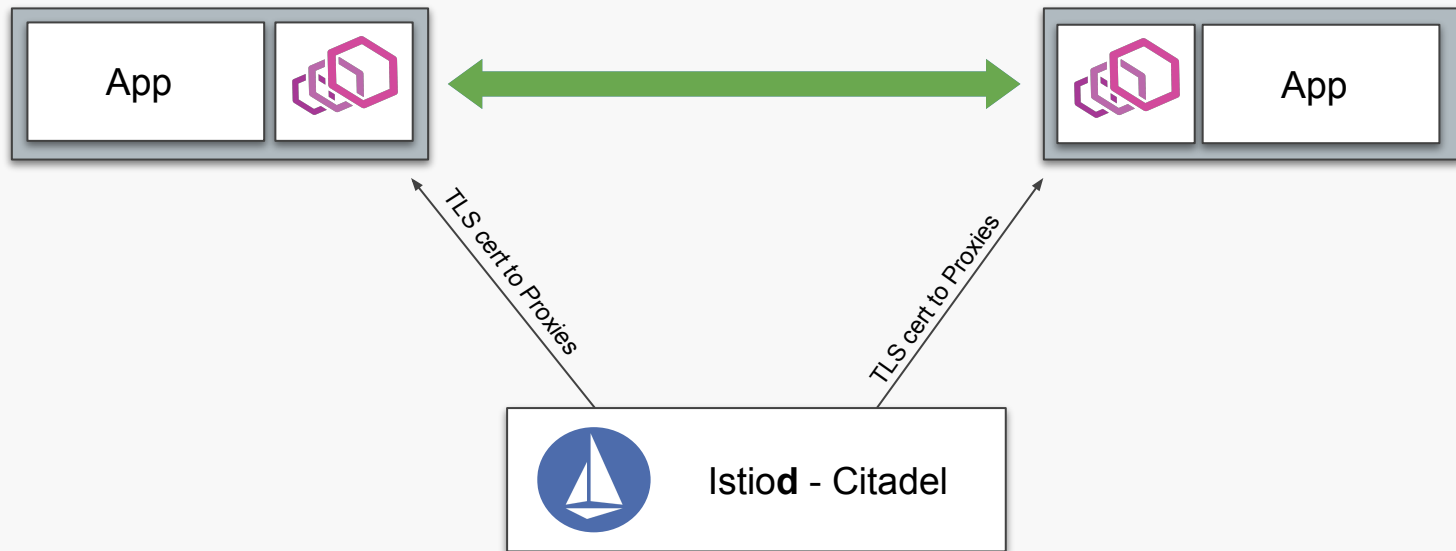 App
App
TLS cert to Proxies
TLS cert to Proxies
Istiod - Citadel